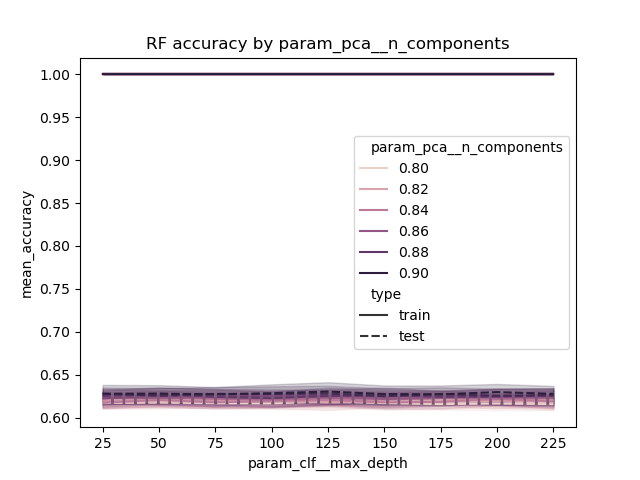 RF accuracy by param_pca__n_components
mean_accuracy
1.00
0.95
0.90
0.85
0.80
0.75
0.70
0.65
0.60
param_pca__n_components
0.80
0.82
0.84
0.86
0.88
0.90
type
train
test
25 50 75 100 125 150 175 200 225
param_clf__max_depth